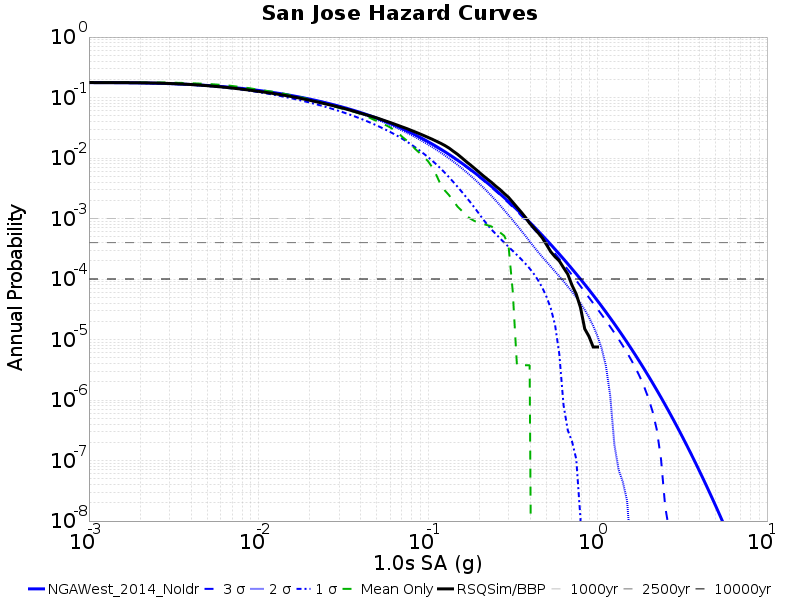 San Jose Hazard Curves
Annual Probability
10^0
10^-1
10^-2
10^-3
10^-4
10^-5
10^-6
10^-7
10^-8
10^-3 10^-2 10^-1 10^0 10^1
1.0s SA (g)
NGAWest_2014_NoIdr 3 σ 2 σ 1 σ Mean Only RSQSim/BBP 1000yr 2500yr 10000yr